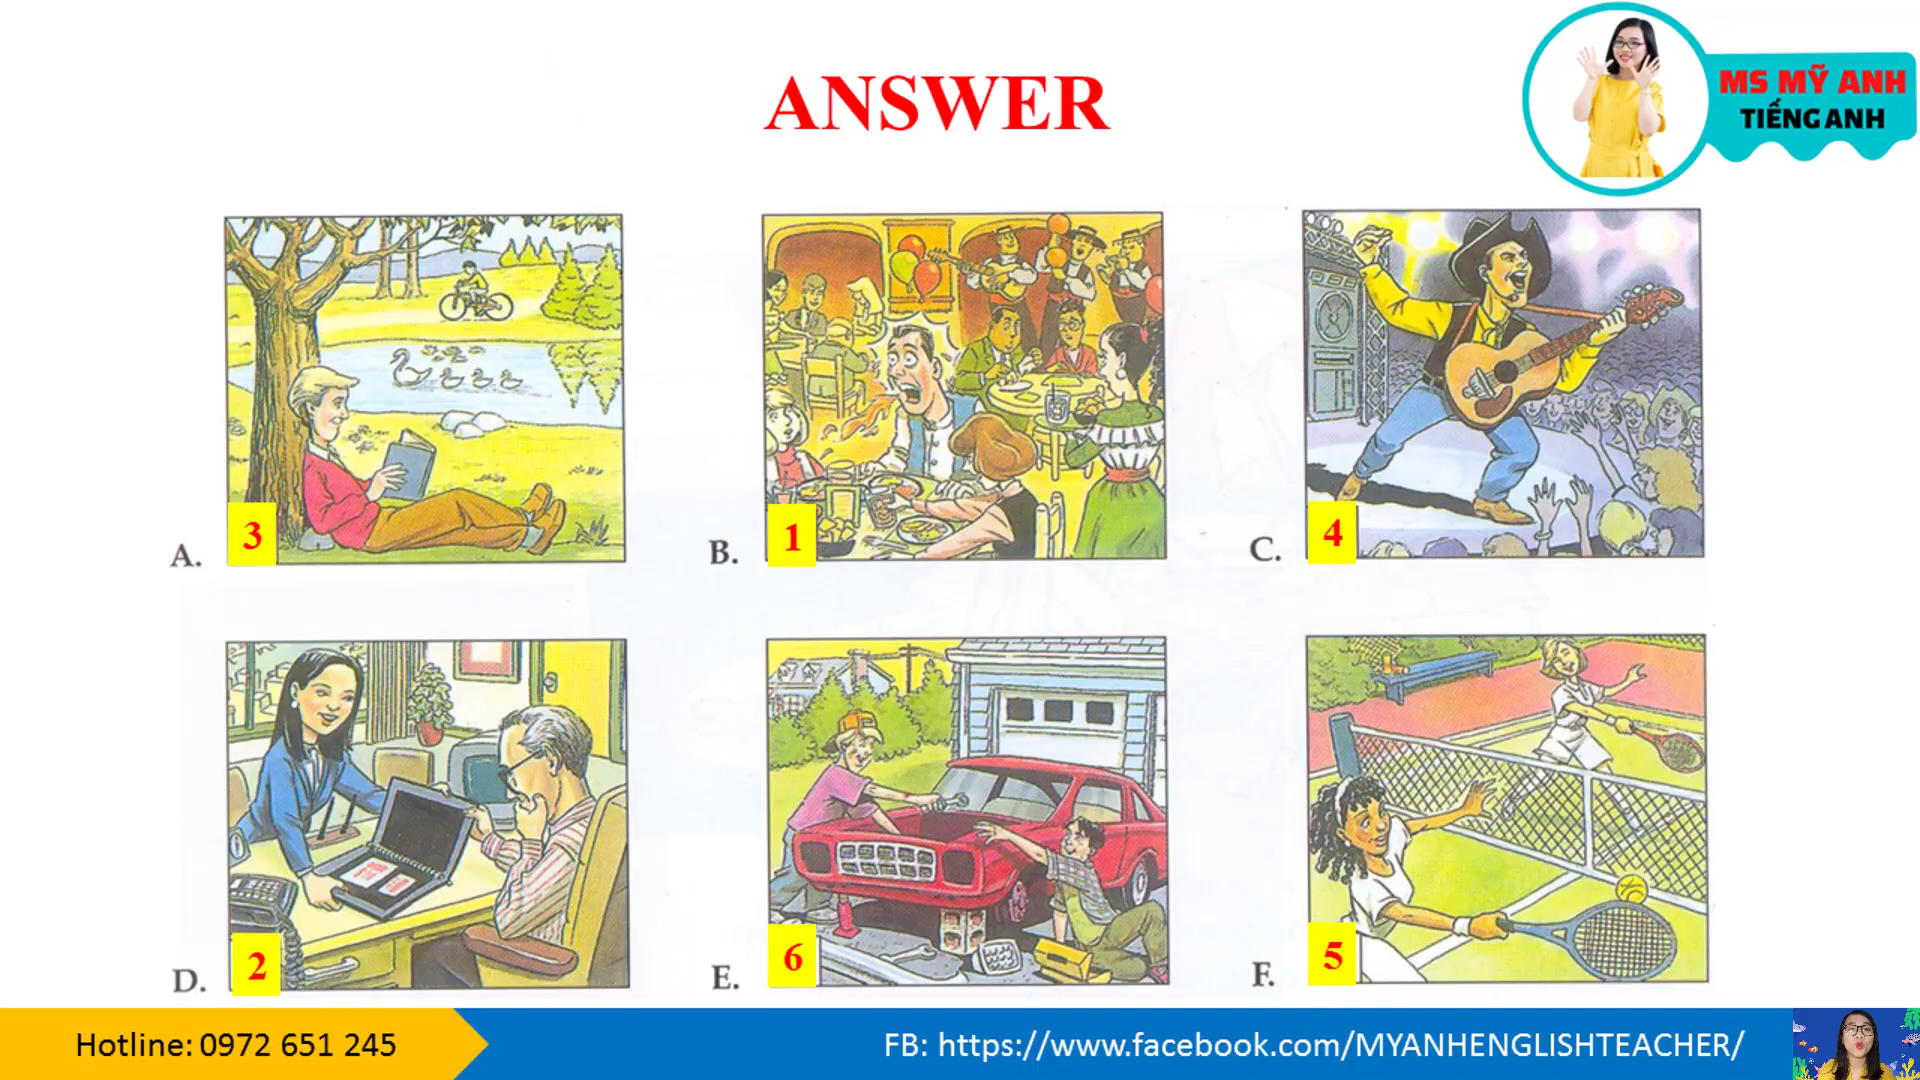 ANSWER
MS MỸ ANH
TIẾNG ANH
A.
3
B.
1
C.
4
D.
2
E.
6
F.
5
Hotline: 0972 651 245
FB: https://www.facebook.com/MYANHENGLISHTEACHER/